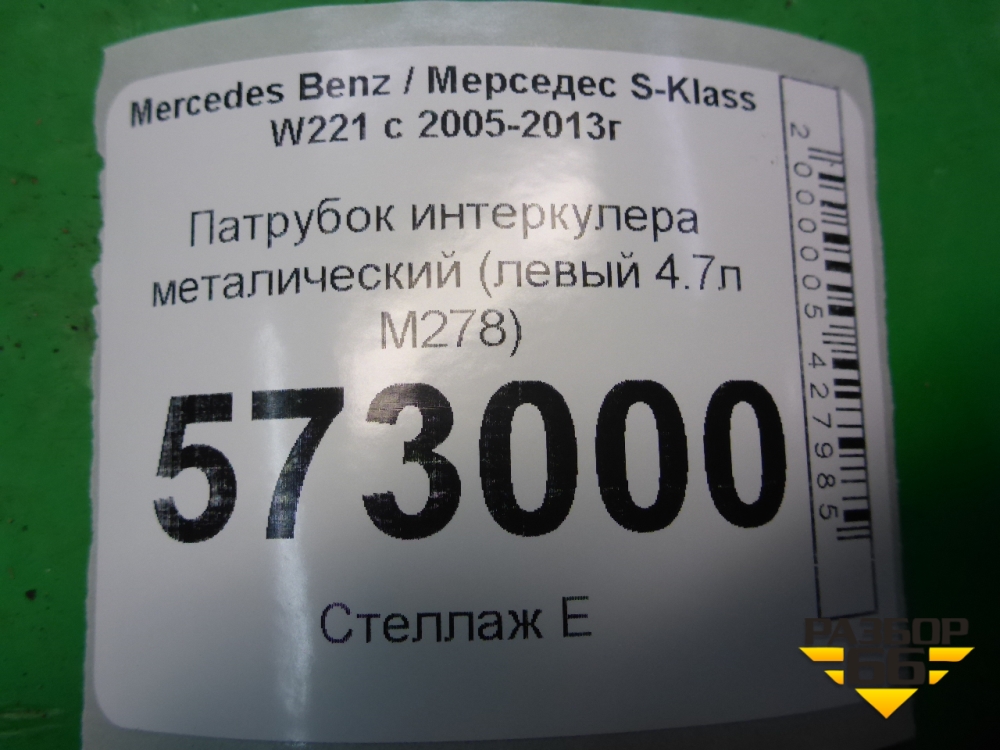 Mercedes Benz / Мерседес S-Klass
W221 с 2005-2013г
Патрубок интеркулера
металический (левый 4.7л
M278)
573000
Стеллаж Е
2000005427985
РАЗБОР
66